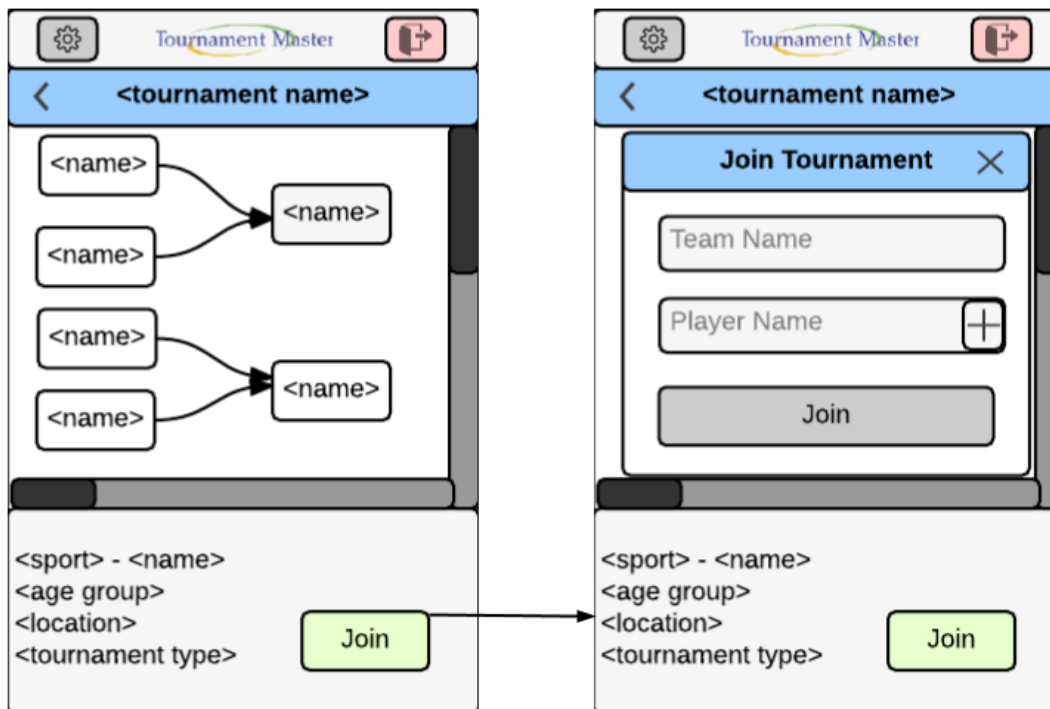 Tournament Master
<tournament name>
<name>
<name>
<name>
<name>
<name>
<name>
<sport> - <name>
<age group>
<location>
<tournament type>
Join
Tournament Master
<tournament name>
Join Tournament
Team Name
Player Name
Join
<sport> - <name>
<age group>
<location>
<tournament type>
Join